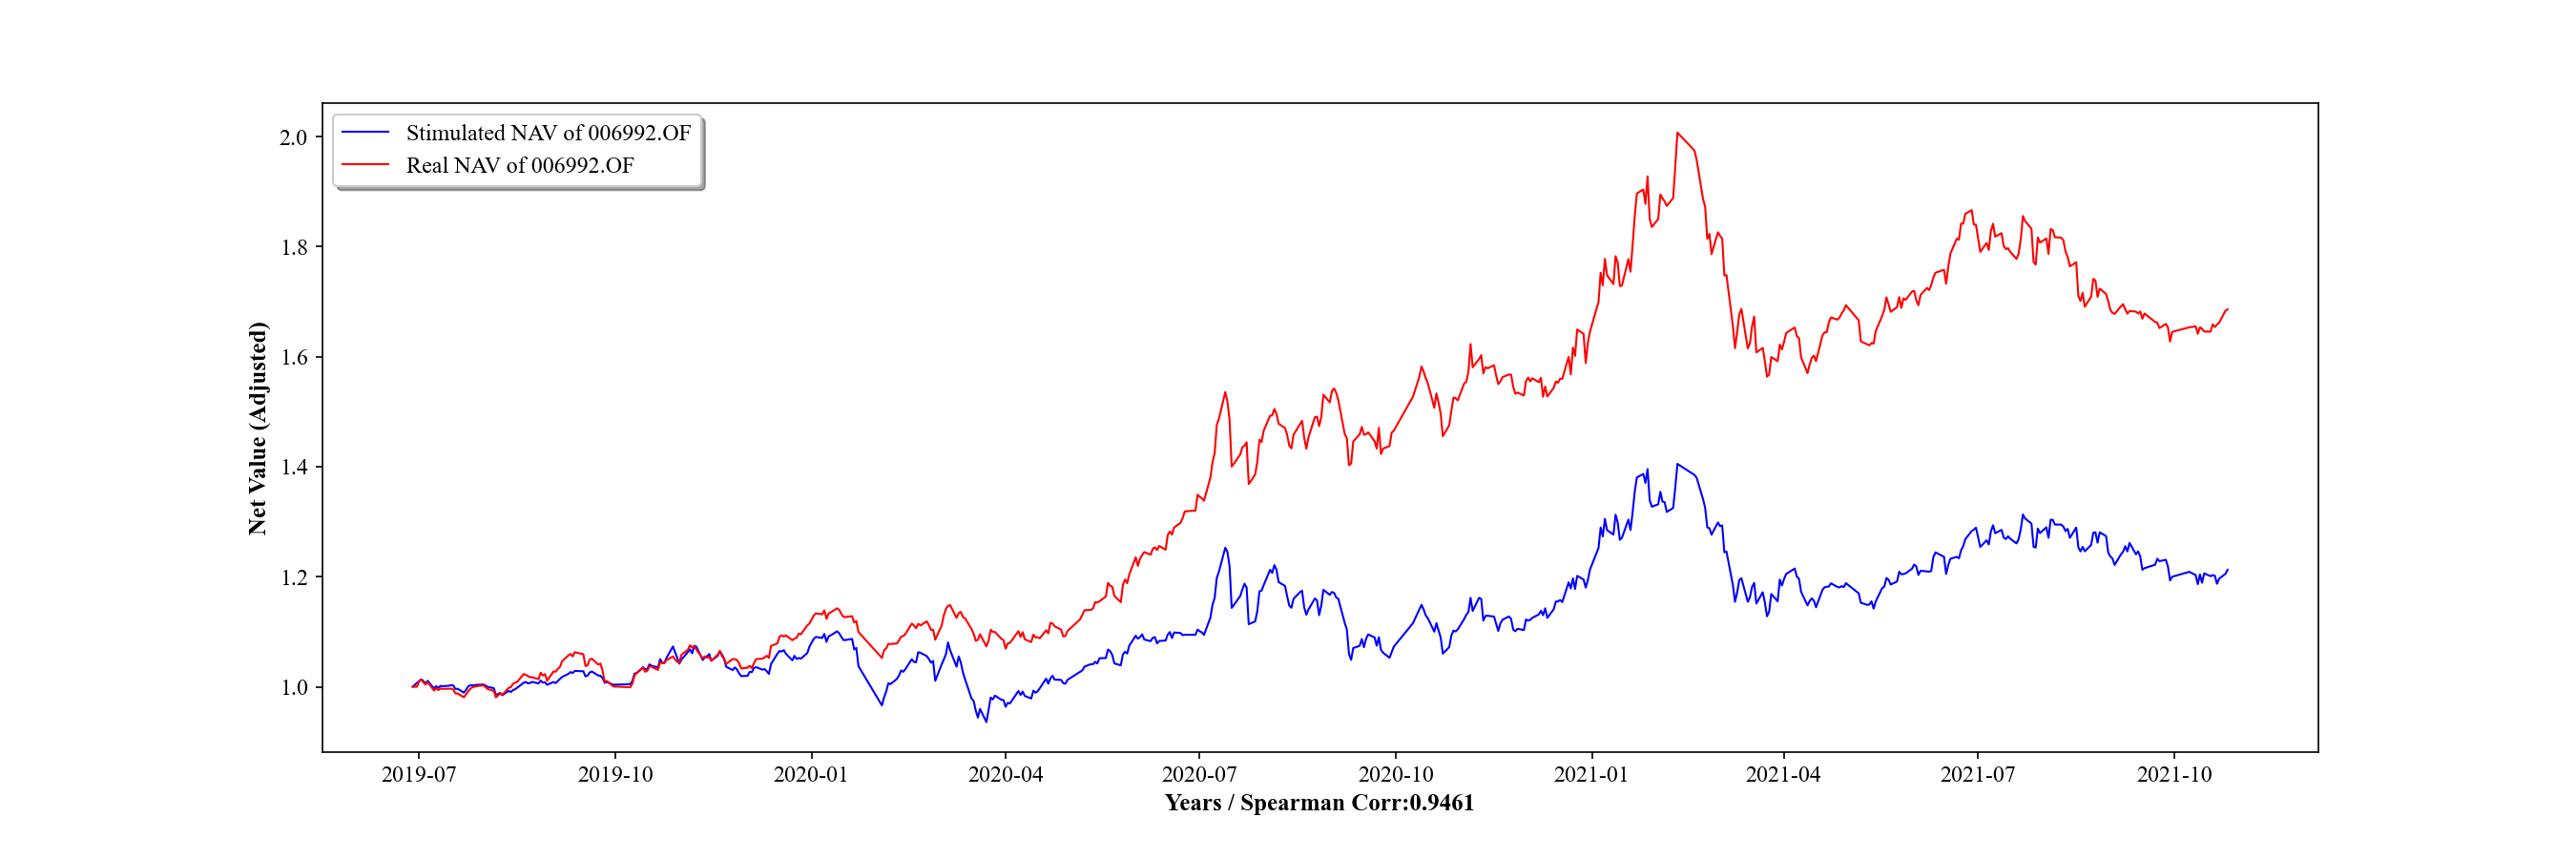 Stimulated NAV of 006992.OF
Real NAV of 006992.OF
Net Value (Adjusted)
2.0
1.8
1.6
1.4
1.2
1.0
2019-07 2019-10 2020-01 2020-04 2020-07 2020-10 2021-01 2021-04 2021-07 2021-10
Years / Spearman Corr:0.9461